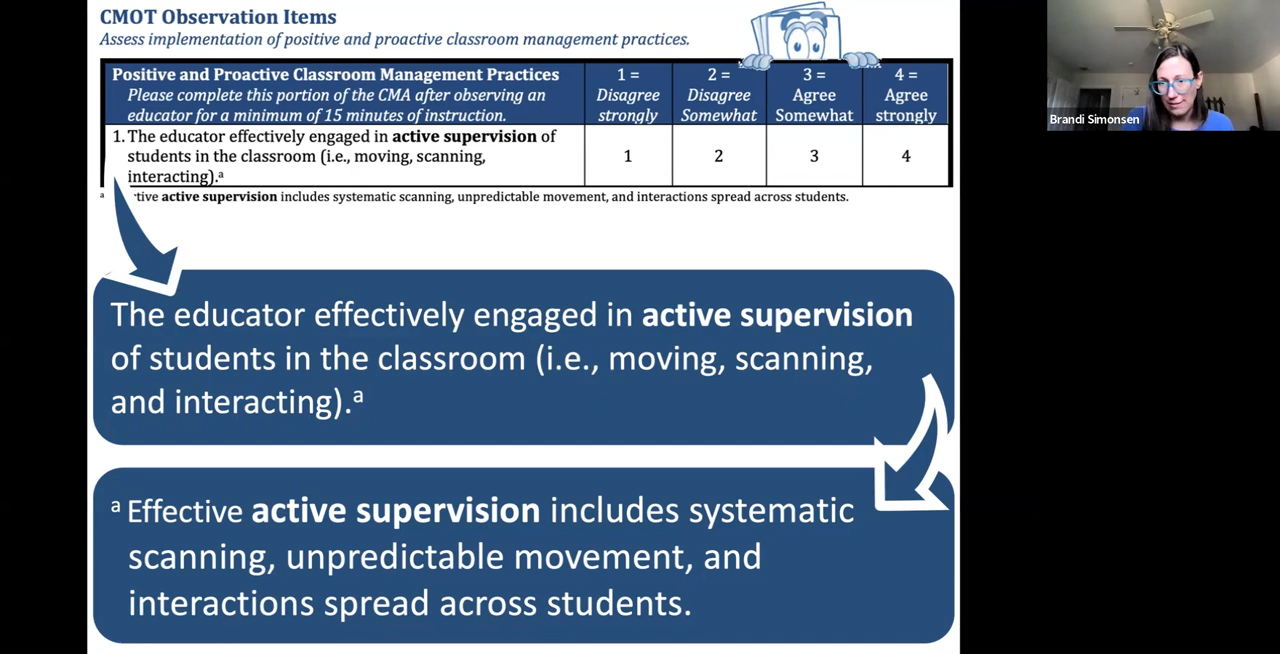 CMOT Observation Items
Assess implementation of positive and proactive classroom management practices.
Positive and Proactive Classroom Management Practices
Please complete this portion of the CMA after observing an
educator for a minimum of 15 minutes of instruction.
1 =
Disagree
strongly
2 =
Disagree
Somewhat
3 =
Agree
Somewhat
4 =
Agree
strongly
1. The educator effectively engaged in active supervision of
students in the classroom (i.e., moving, scanning,
interacting).ᵃ
1
2
3
4
ᵃ tive active supervision includes systematic scanning, unpredictable movement, and interactions spread across students.
The educator effectively engaged in active supervision
of students in the classroom (i.e., moving, scanning,
and interacting).ᵃ
ᵃ Effective active supervision includes systematic
scanning, unpredictable movement, and
interactions spread across students.
Brandi Simonsen